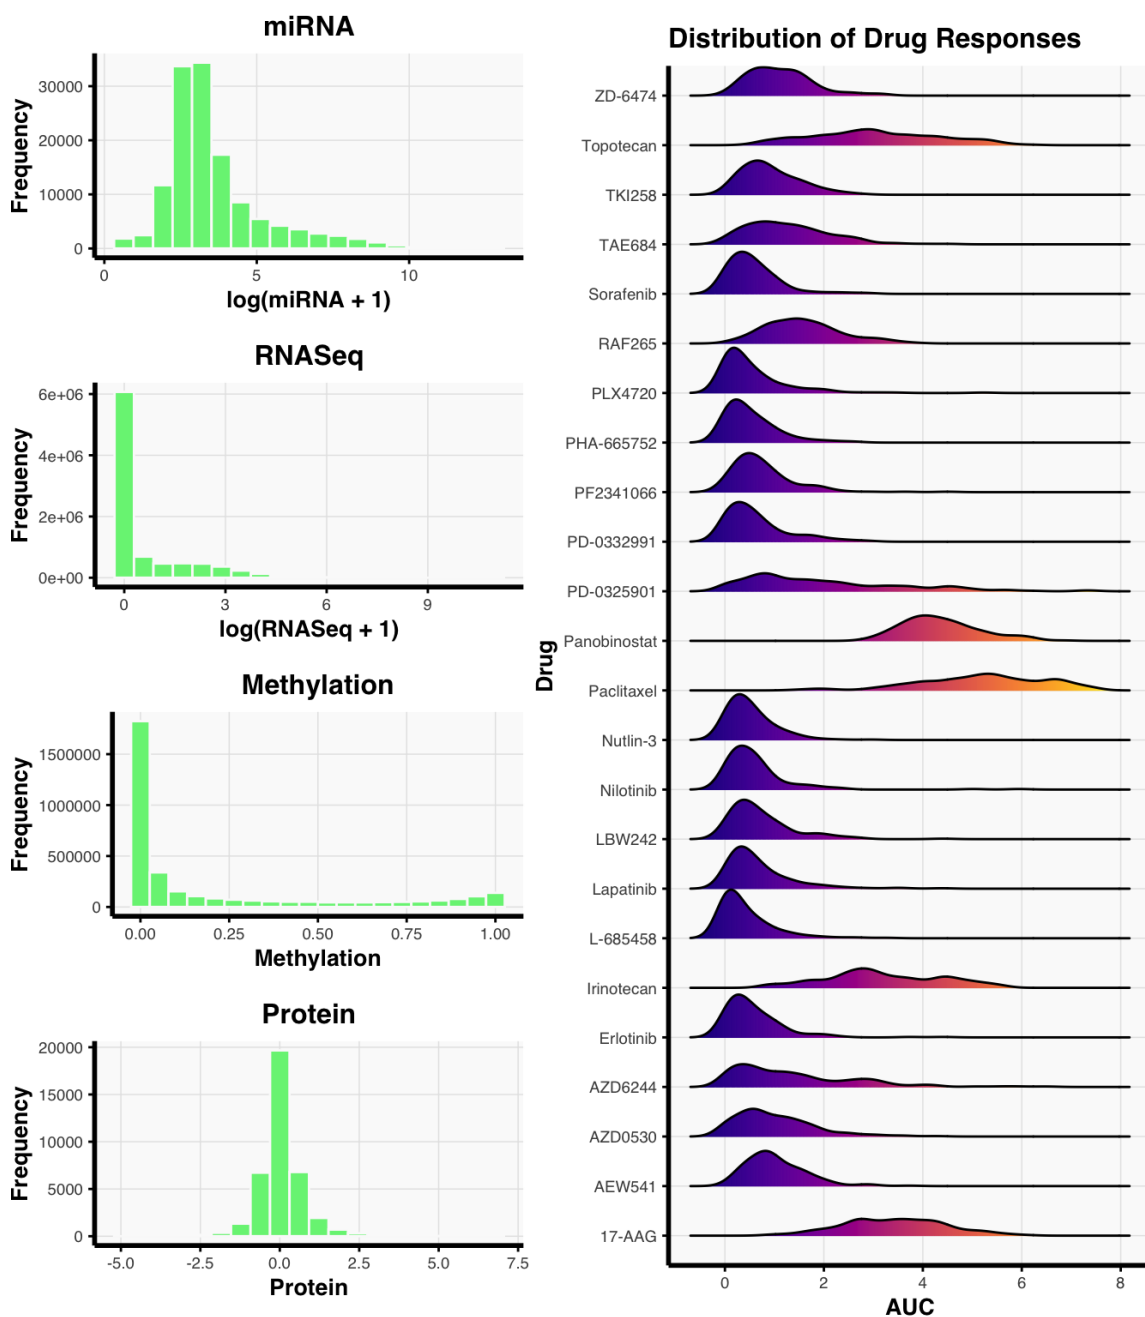 miRNA
Frequency
30000
20000
10000
0
0 5 10
log(miRNA + 1)
RNASeq
Frequency
6e+06
4e+06
2e+06
0e+00
0 3 6 9
log(RNASeq + 1)
Methylation
Frequency
1500000
1000000
500000
0
0.00 0.25 0.50 0.75 1.00
Methylation
Protein
Frequency
20000
15000
10000
5000
0
-5.0 -2.5 0.0 2.5 5.0 7.5
Protein
Distribution of Drug Responses
Drug
ZD-6474
Topotecan
TKI258
TAE684
Sorafenib
RAF265
PLX4720
PHA-665752
PF2341066
PD-0332991
PD-0325901
Panobinostat
Paclitaxel
Nutlin-3
Nilotinib
LBW242
Lapatinib
L-685458
Irinotecan
Erlotinib
AZD6244
AZD0530
AEW541
17-AAG
0 2 4 6 8
AUC